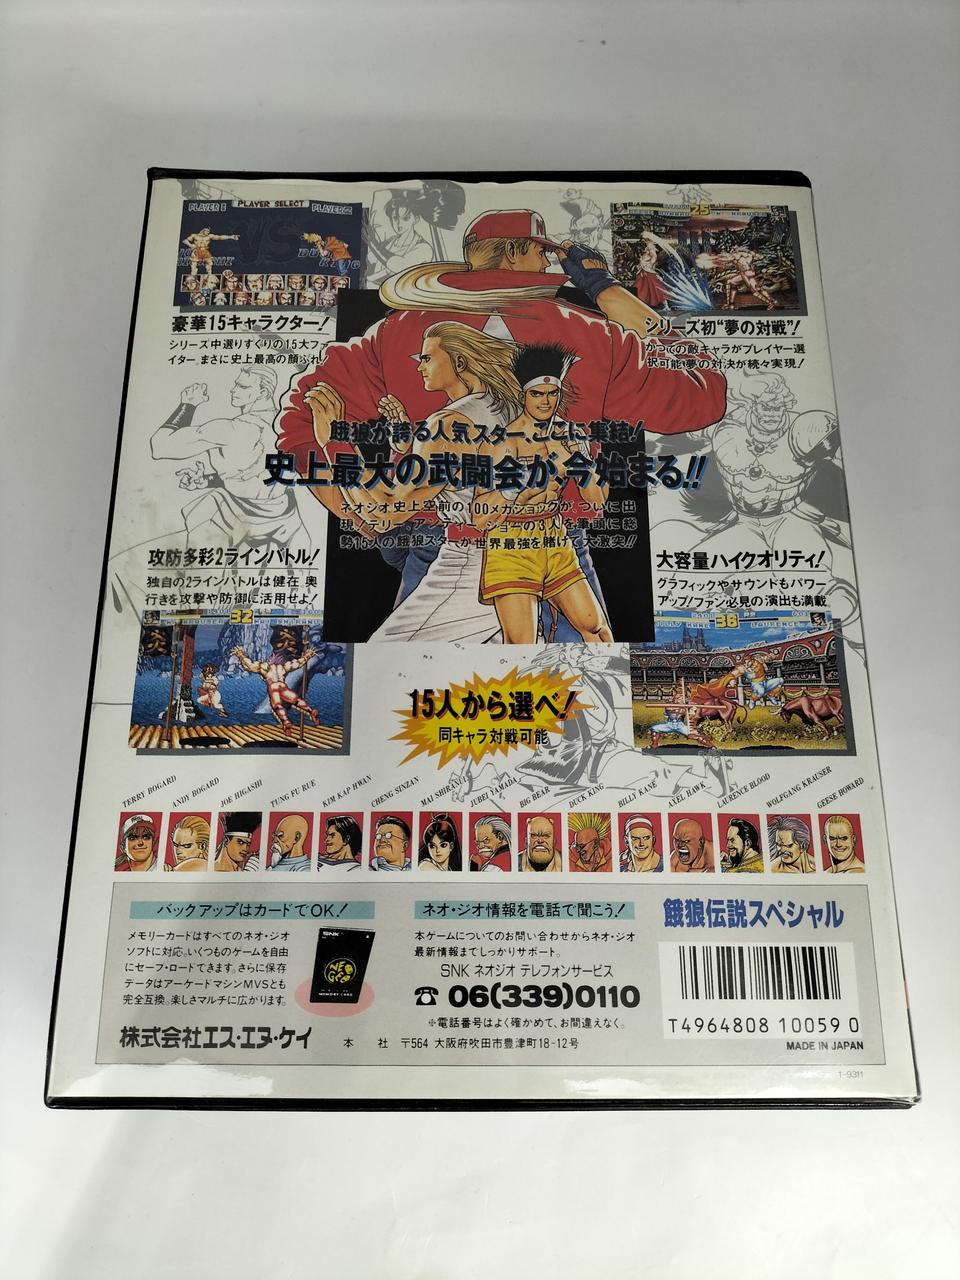 PLAYER 1 PLAYER SELECT PLAYER 2
VS
豪華15キャラクター!
シリーズ中選りすぐりの15大ファ
イター まさに史上最高の顔ぶれ!
25
シリーズ初“夢の対戦”!
かつての敵キャラがプレイヤー選
択可能 夢の対決が続々実現!
餓狼が誇る人気スター、ここに集結!
史上最大の武闘会が、今始まる!!
ネオジオ史上空前の100メガショックが、ついに出
現!テリー、アンディー、ジョーの3人を筆頭に総
勢15人の餓狼スターが世界最強を賭けて大激突!!
攻防多彩2ラインバトル!
独自の2ラインバトルは健在 奥
行きを攻撃や防御に活用せよ!
32
大容量ハイクオリティ!
グラフィックやサウンドもパワー
アップ!ファン必見の演出も満載
36
15人から選べ!
同キャラ対戦可能
TERRY BOGARD
ANDY BOGARD
JOE HIGASHI
TUNG FU RUE
KIM KAP HWAN
CHENG SINZAN
MAI SHIRANUI
JUBEI YAMADA
BIG BEAR
DUCK KING
BILLY KANE
AXEL HAWK
LAURENCE BLOOD
WOLFGANG KRAUSER
GEESE HOWARD
バックアップはカードでOK!
メモリーカードはすべてのネオ・ジオ
ソフトに対応。いくつものゲームを自由
にセーブ・ロードできます。さらに保存
データはアーケードマシンMVSとも
完全互換。楽しさマルチに広がります。
SNK
NEO GEO
MEMORY CARD
ネオ・ジオ情報を電話で聞こう!
本ゲームについてのお問い合わせからネオ・ジオ
最新情報までしっかりサポート。
SNK ネオジオ テレフォンサービス
☎ 06(339)0110
※電話番号はよく確かめて、お間違えなく。
餓狼伝説スペシャル
T4964808 10059 0
MADE IN JAPAN
株式会社エス・エヌ・ケイ 本 社 〒564 大阪府吹田市豊津町18-12号
1-9311